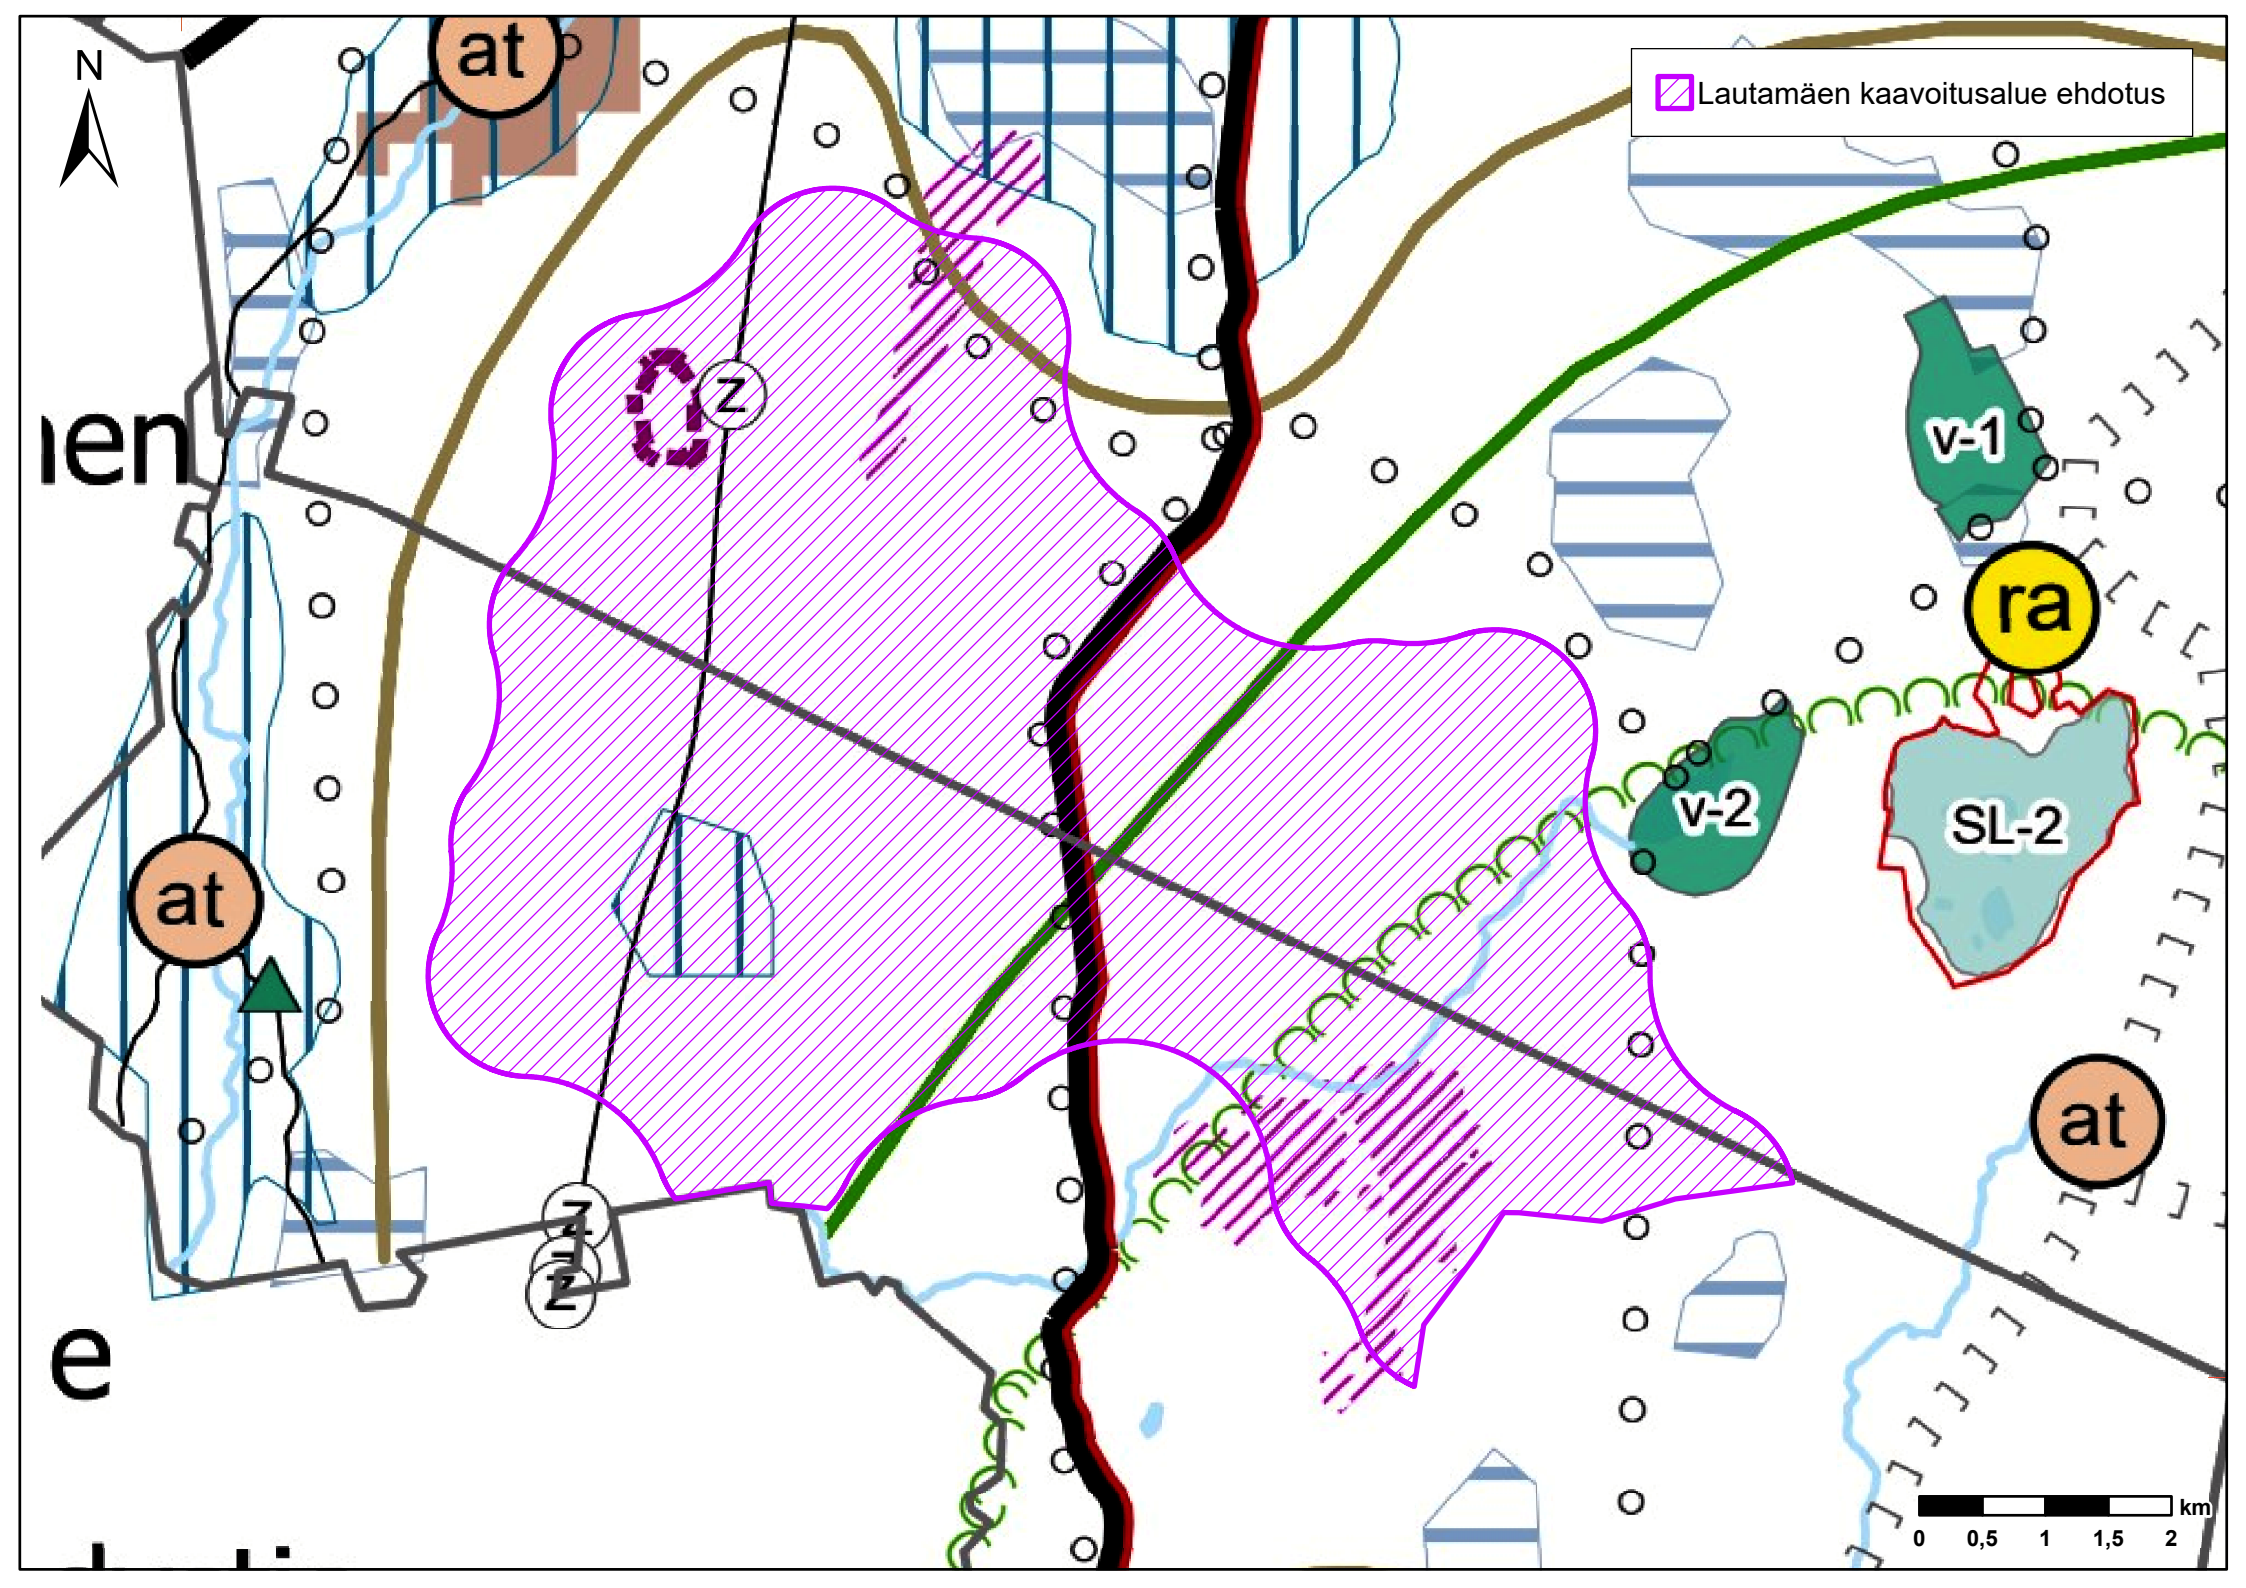 at
N
Lautamäen kaavoitusalue ehdotus
Z
v-1
ra
v-2
SL-2
at
at
Z
Z
Z
e
km
0 0,5 1 1,5 2